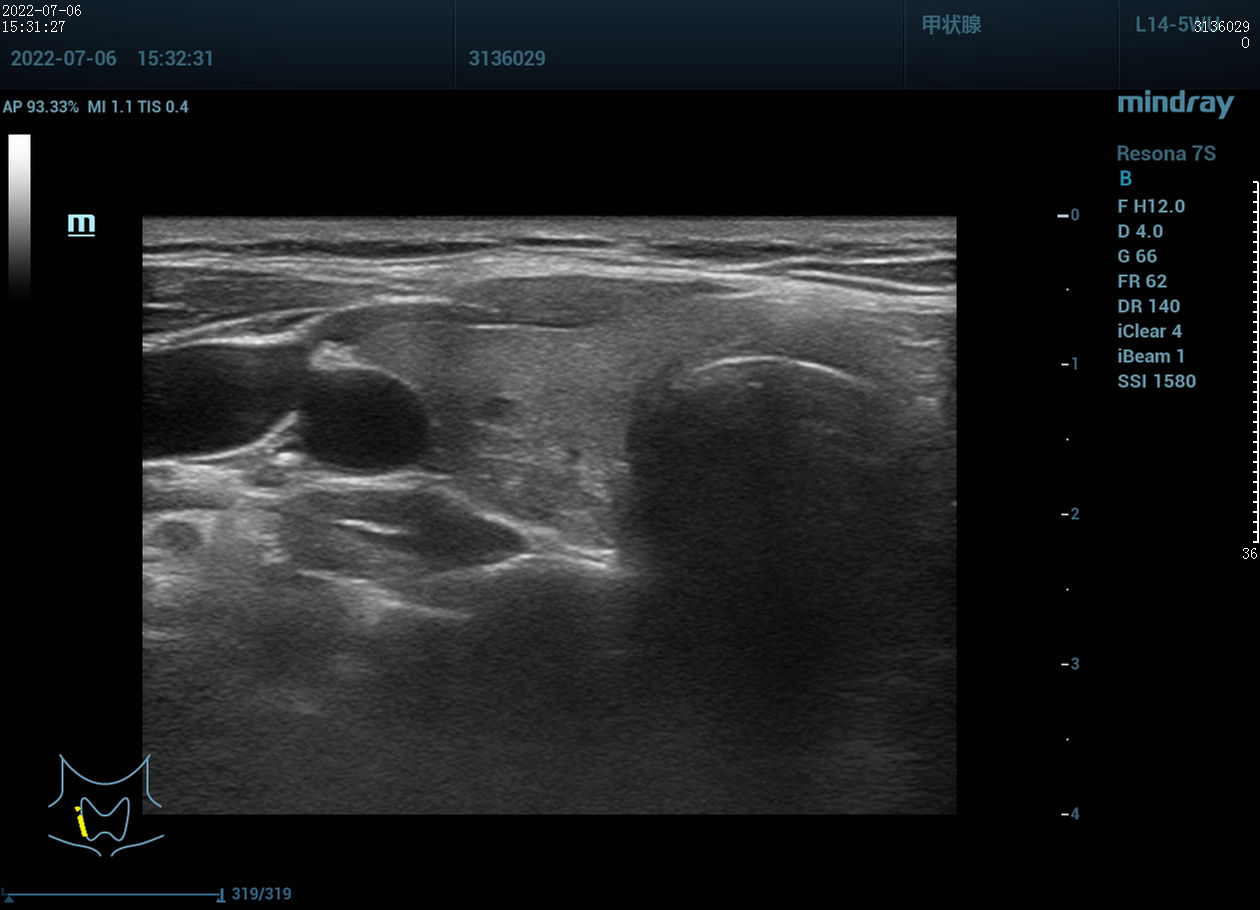 2022-07-06
15:31:27
2022-07-06 15:32:31
3136029
甲状腺
3136029
0
AP 93.33% MI 1.1 TIS 0.4
mindray
Resona 7S
B
m
F H12.0
D 4.0
G 66
FR 62
DR 140
iClear 4
iBeam 1
SSI 1580
0
1
2
3
4
36
319/319